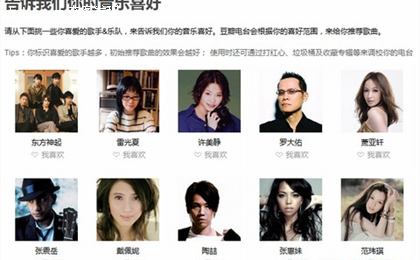 告诉我们你的音乐喜好
请从下面挑一些你喜爱的歌手&乐队，来告诉我们你的音乐喜好。豆瓣电台会根据你的喜好范围，来给你推荐歌曲。
Tips：你标识喜爱的歌手越多，初始推荐歌曲的效果会越好； 使用时还可通过打红心、垃圾桶及收藏专辑等来调校你的电台
东方神起 雷光夏 许美静 罗大佑 萧亚轩
♡ 我喜欢 ♡ 我喜欢 ♡ 我喜欢 ♡ 我喜欢 ♡ 我喜欢
张震岳 戴佩妮 陶喆 张惠妹 范玮琪